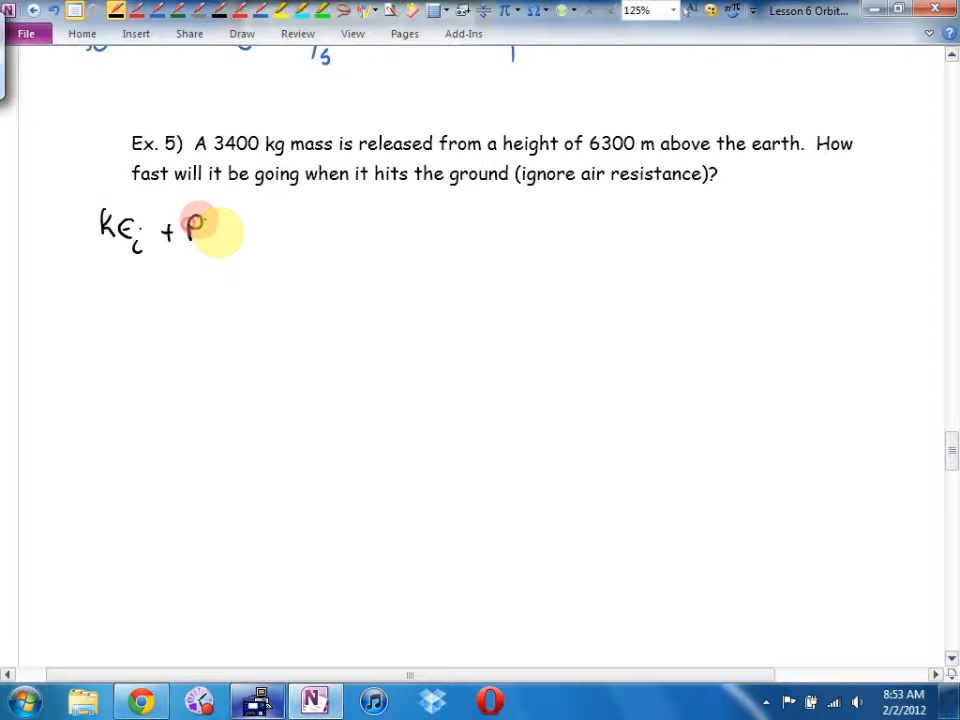 125%
Lesson 6 Orbit...
File Home Insert Share Draw Review View Pages Add-Ins
Ex. 5) A 3400 kg mass is released from a height of 6300 m above the earth. How
fast will it be going when it hits the ground (ignore air resistance)?
KEi + P
8:53 AM
2/2/2012